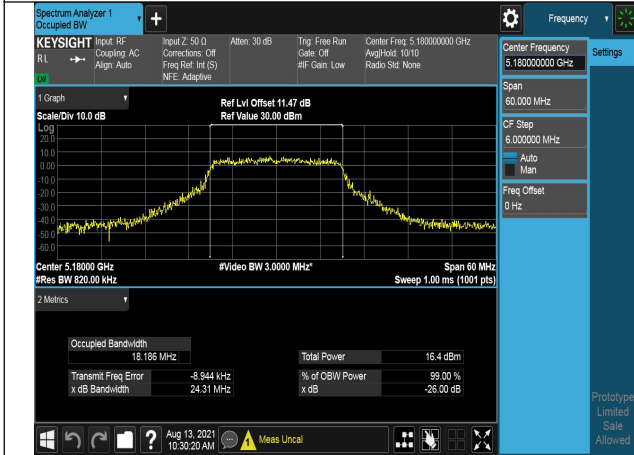 Spectrum Analyzer 1
Occupied BW
+
Frequency
KEYSIGHT
R L
Input: RF
Coupling: AC
Align: Auto
Input Z: 50 Ω
Corrections: Off
Freq Ref: Int (S)
NFE: Adaptive
Atten: 30 dB
Trig: Free Run
Gate: Off
#IF Gain: Low
Center Freq: 5.180000000 GHz
Avg|Hold: 10/10
Radio Std: None
Center Frequency
5.180000000 GHz
Settings
Span
60.000 MHz
CF Step
6.000000 MHz
Auto
Man
Freq Offset
0 Hz
1 Graph
Scale/Div 10.0 dB
Ref Lvl Offset 11.47 dB
Ref Value 30.00 dBm
Log
20.0
10.0
0.00
-10.0
-20.0
-30.0
-40.0
-50.0
-60.0
Center 5.18000 GHz
#Video BW 3.0000 MHz*
Span 60 MHz
#Res BW 820.00 kHz
Sweep 1.00 ms (1001 pts)
2 Metrics
Occupied Bandwidth
18.186 MHz
Total Power 16.4 dBm
Transmit Freq Error -8.944 kHz
% of OBW Power 99.00 %
x dB Bandwidth 24.31 MHz
x dB -26.00 dB
Prototype
Limited
Sale
Allowed
?
Aug 13, 2021
10:30:20 AM
Meas Uncal